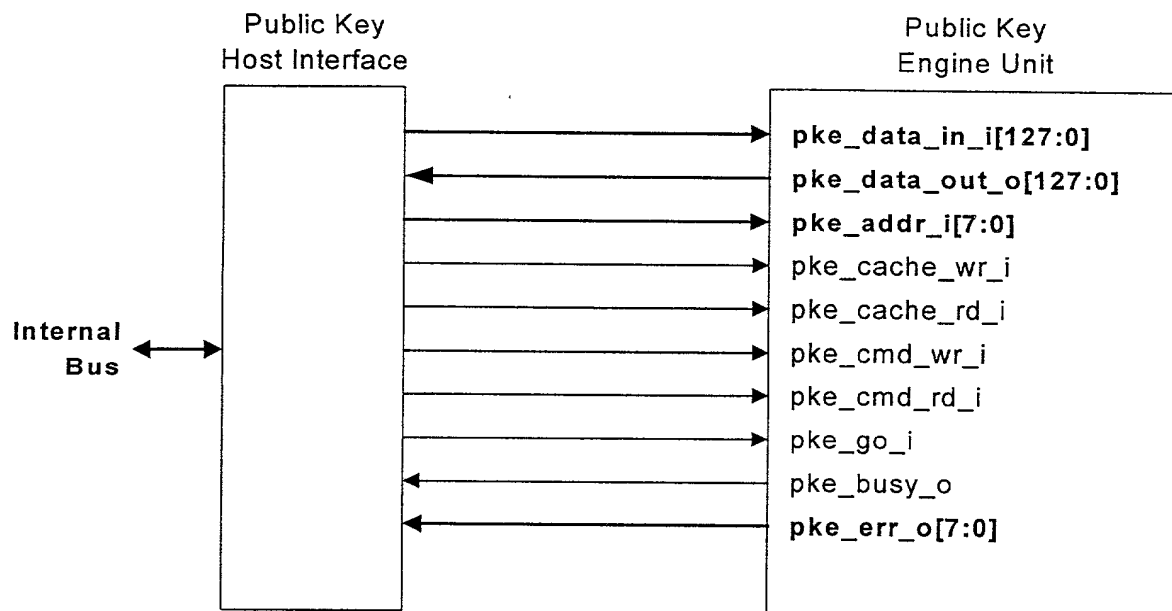 Public Key
Host Interface
Public Key
Engine Unit
pke_data_in_i[127:0]
pke_data_out_o[127:0]
pke_addr_i[7:0]
pke_cache_wr_i
pke_cache_rd_i
Internal
Bus
pke_cmd_wr_i
pke_cmd_rd_i
pke_go_i
pke_busy_o
pke_err_o[7:0]